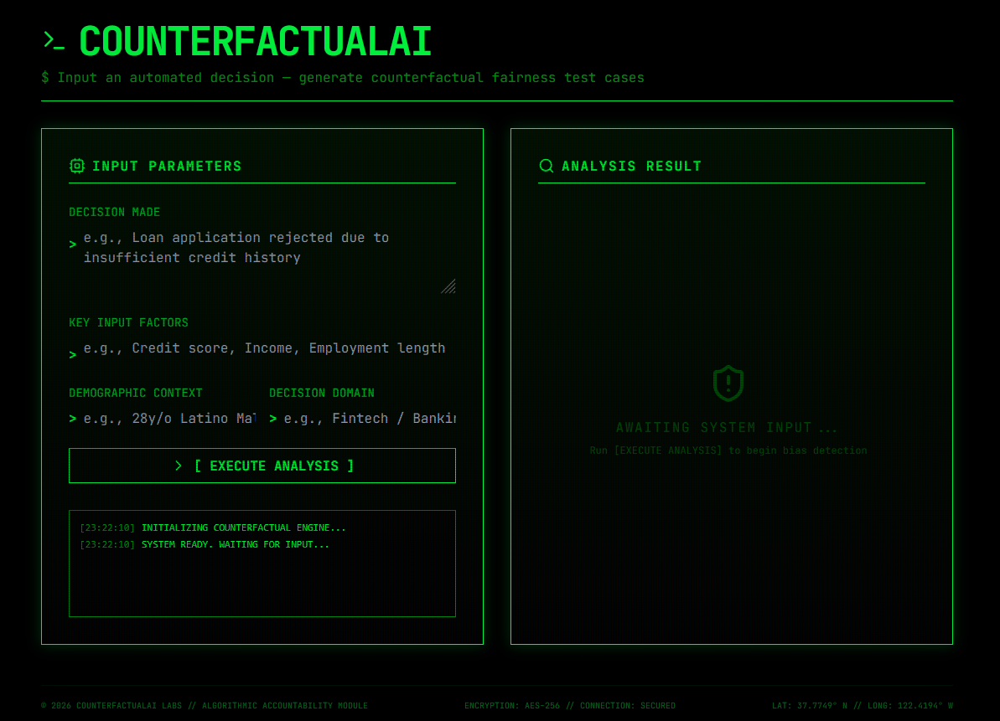 COUNTERFACTUALAI
$ Input an automated decision — generate counterfactual fairness test cases
INPUT PARAMETERS
DECISION MADE
> e.g., Loan application rejected due to
insufficient credit history
KEY INPUT FACTORS
> e.g., Credit score, Income, Employment length
DEMOGRAPHIC CONTEXT
> e.g., 28y/o Latino Mal
DECISION DOMAIN
> e.g., Fintech / Bankin
[ EXECUTE ANALYSIS ]
[23:22:10] INITIALIZING COUNTERFACTUAL ENGINE...
[23:22:10] SYSTEM READY. WAITING FOR INPUT...
ANALYSIS RESULT
AWAITING SYSTEM INPUT...
Run [EXECUTE ANALYSIS] to begin bias detection
© 2026 COUNTERFACTUALAI LABS // ALGORITHMIC ACCOUNTABILITY MODULE
ENCRYPTION: AES-256 // CONNECTION: SECURED
LAT: 37.7749° N // LONG: 122.4194° W